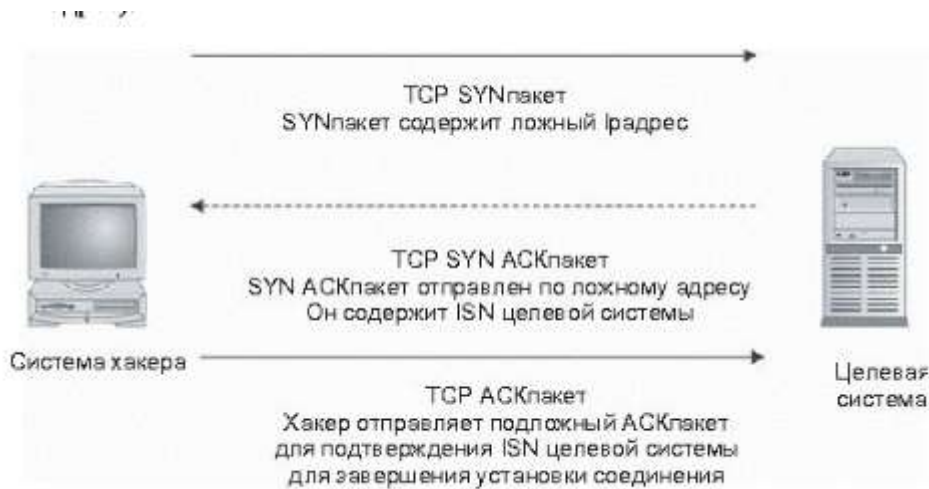 TCP SYNпакет
SYNпакет содержит ложный Ipадрес
TCP SYN ACKпакет
SYN ACKпакет отправлен по ложному адресу
Он содержит ISN целевой системы
Система хакера
Целевая
система
TCP ACKпакет
Хакер отправляет подложный ACKпакет
для подтверждения ISN целевой системы
для завершения установки соединения